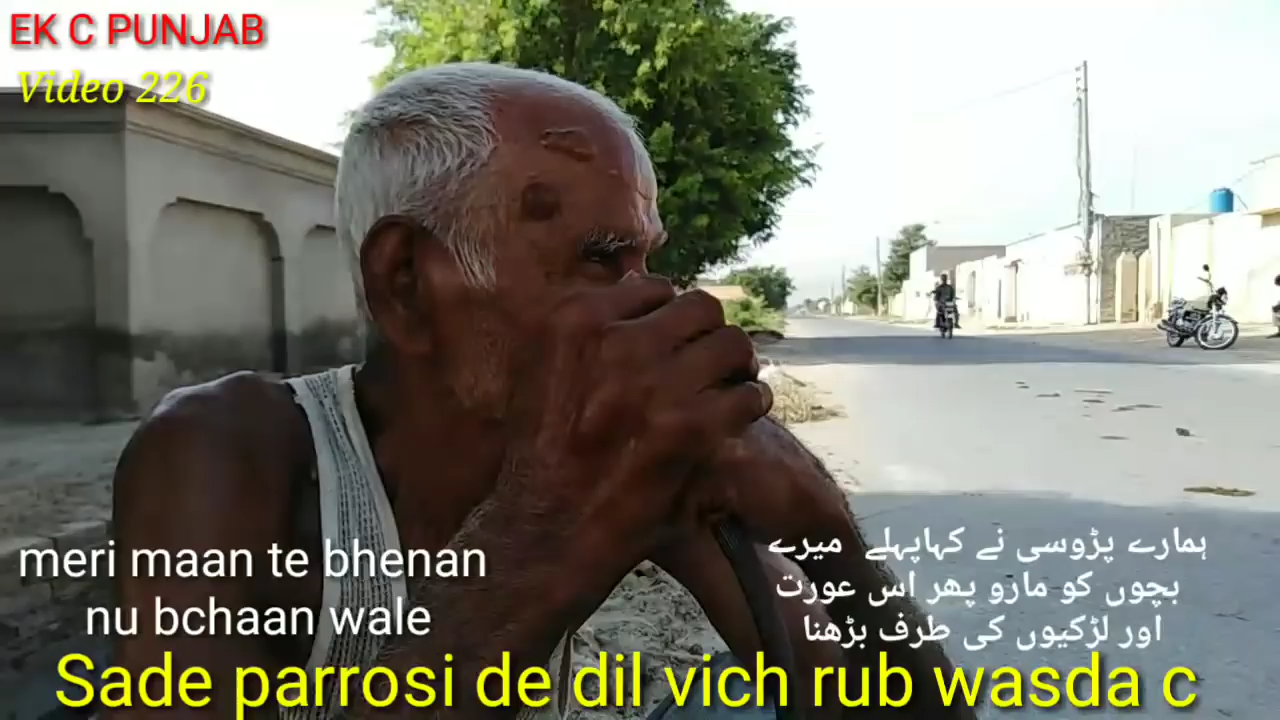 EK C PUNJAB
Video 226
meri maan te bhenan
nu bchaan wale
ہمارے پڑوسی نے کہاپہلے میرے
بچوں کو مارو پھر اس عورت
اور لڑکیوں کی طرف بڑھنا
Sade parrosi de dil vich rub wasda c